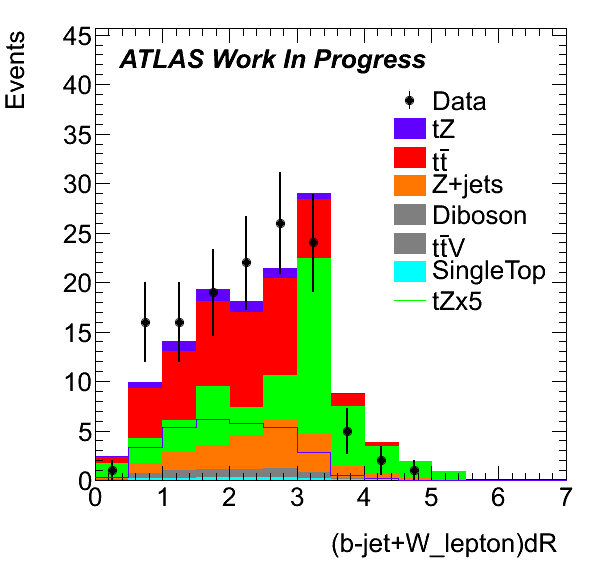 Events
45
40
35
30
25
20
15
10
5
0
ATLAS Work In Progress
Data
tZ
tt̄
Z+jets
Diboson
tt̄V
SingleTop
tZx5
0 1 2 3 4 5 6 7
(b-jet+W_lepton)dR